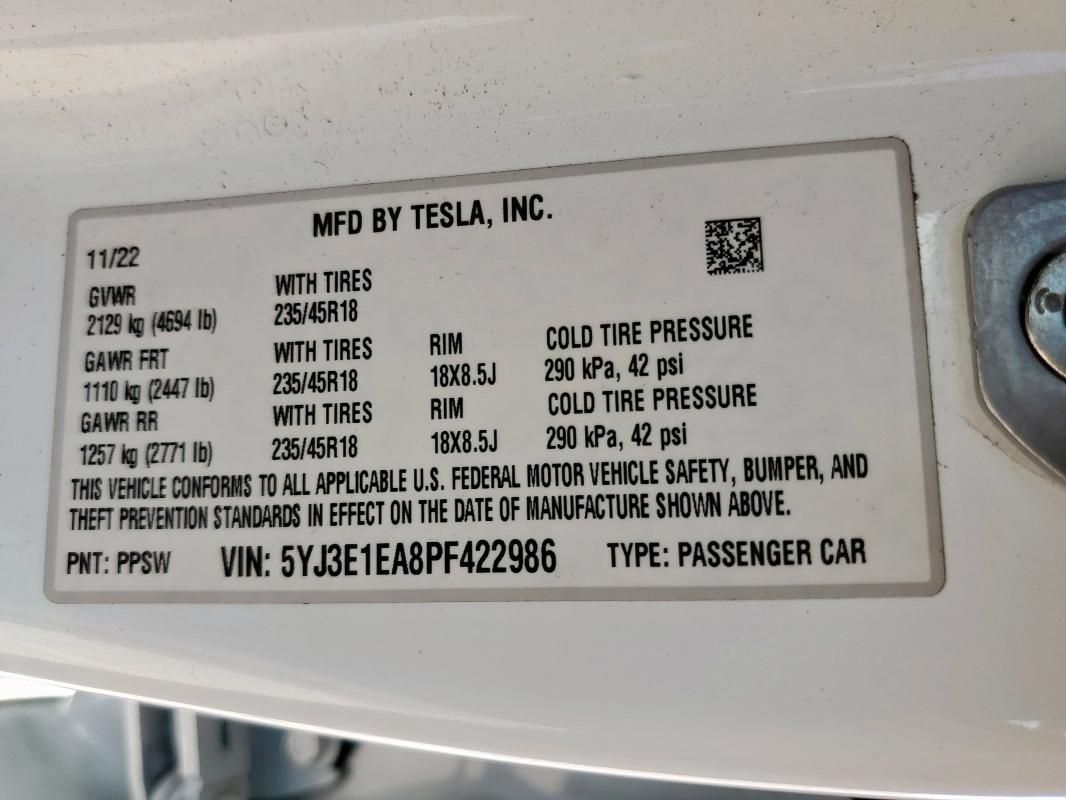 MFD BY TESLA, INC.
11/22
GVWR WITH TIRES
2129 kg (4694 lb) 235/45R18
GAWR FRT WITH TIRES RIM COLD TIRE PRESSURE
1110 kg (2447 lb) 235/45R18 18X8.5J 290 kPa, 42 psi
GAWR RR WITH TIRES RIM COLD TIRE PRESSURE
1257 kg (2771 lb) 235/45R18 18X8.5J 290 kPa, 42 psi
THIS VEHICLE CONFORMS TO ALL APPLICABLE U.S. FEDERAL MOTOR VEHICLE SAFETY, BUMPER, AND
THEFT PREVENTION STANDARDS IN EFFECT ON THE DATE OF MANUFACTURE SHOWN ABOVE.
PNT: PPSW VIN: 5YJ3E1EA8PF422986 TYPE: PASSENGER CAR